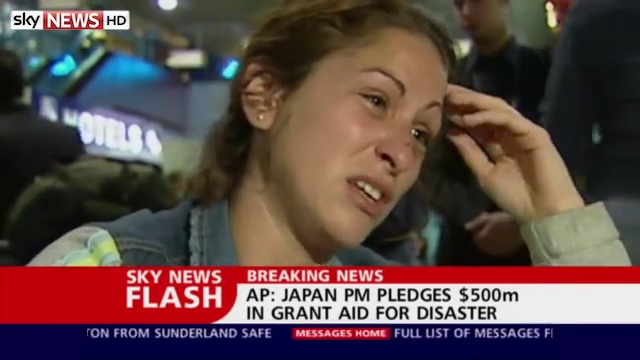 sky NEWS HD
HOTELS
SKY NEWS
FLASH
BREAKING NEWS
AP: JAPAN PM PLEDGES $500m
IN GRANT AID FOR DISASTER
TON FROM SUNDERLAND SAFE MESSAGES HOME FULL LIST OF MESSAGES